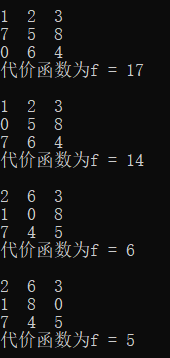 1 2 3
7 5 8
0 6 4
代价函数为f = 17
1 2 3
0 5 8
7 6 4
代价函数为f = 14
2 6 3
1 0 8
7 4 5
代价函数为f = 6
2 6 3
1 8 0
7 4 5
代价函数为f = 5